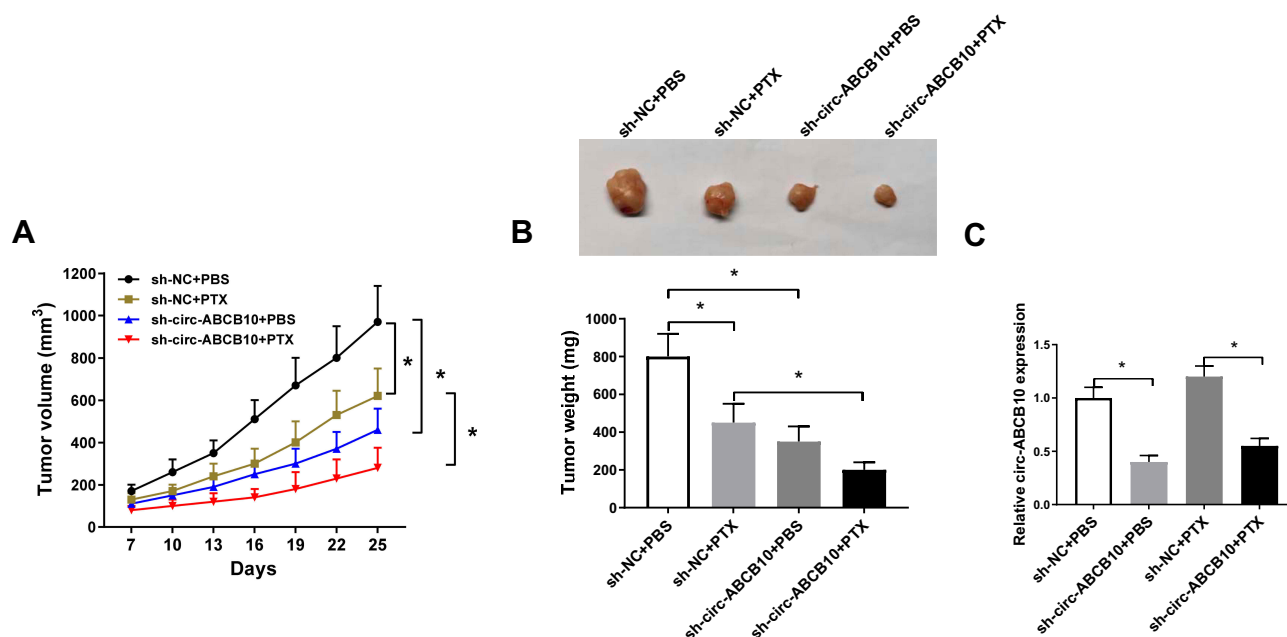 A
Tumor volume (mm3)
1200
1000
800
600
400
200
0
sh-NC+PBS
sh-NC+PTX
sh-circ-ABCB10+PBS
sh-circ-ABCB10+PTX
*
*
*
7 10 13 16 19 22 25
Days
B
sh-NC+PBS
sh-NC+PTX
sh-circ-ABCB10+PBS
sh-circ-ABCB10+PTX
Tumor weight (mg)
1000
800
600
400
200
0
*
*
*
sh-NC+PBS
sh-NC+PTX
sh-circ-ABCB10+PBS
sh-circ-ABCB10+PTX
C
Relative circ-ABCB10 expression
1.5
1.0
0.5
0.0
*
*
sh-NC+PBS
sh-circ-ABCB10+PBS
sh-NC+PTX
sh-circ-ABCB10+PTX